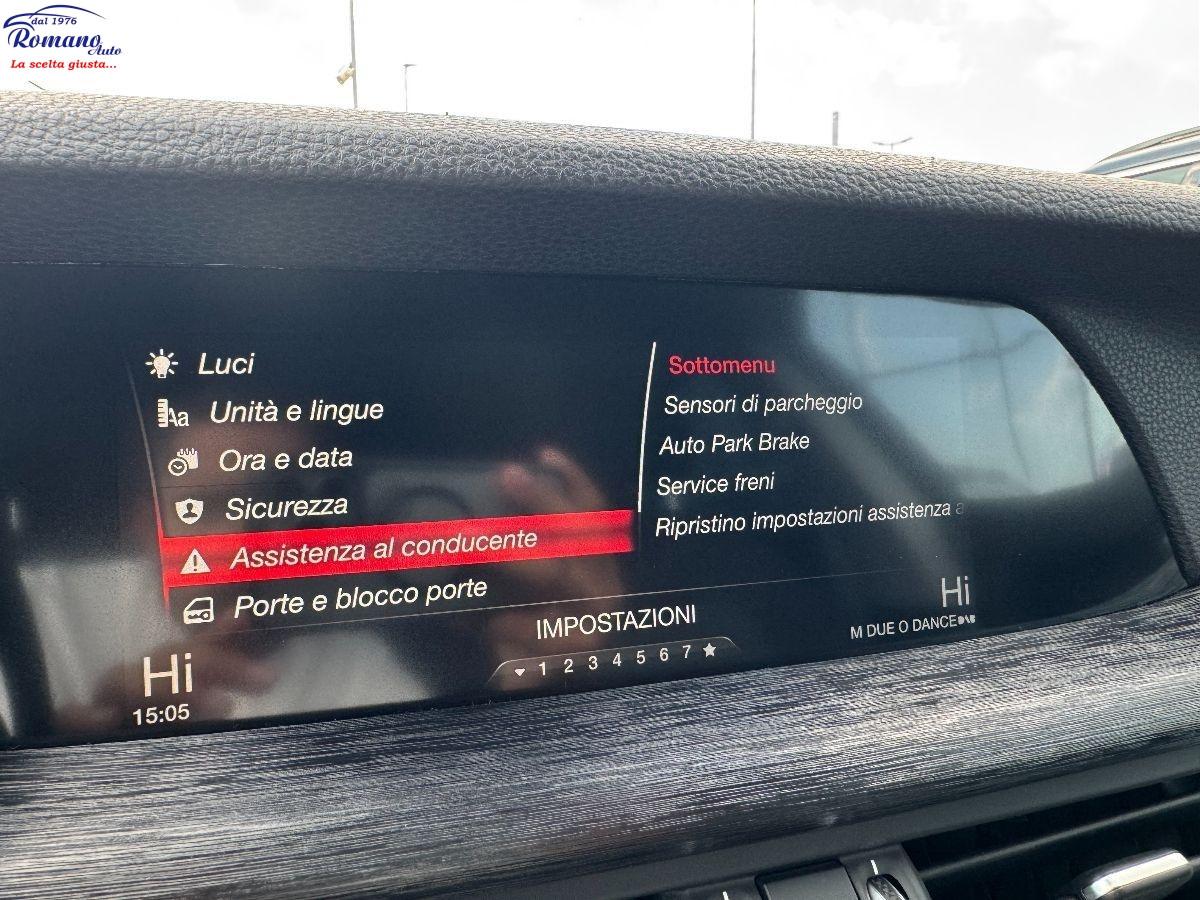 dal 1976
Romano Auto
La scelta giusta...
Luci
Aa
Unità e lingue
Ora e data
Sicurezza
Assistenza al conducente
Porte e blocco porte
Sottomenu
Sensori di parcheggio
Auto Park Brake
Service freni
Ripristino impostazioni assistenza a
IMPOSTAZIONI
1 2 3 4 5 6 7
Hi
15:05
Hi
M DUE O DANCE